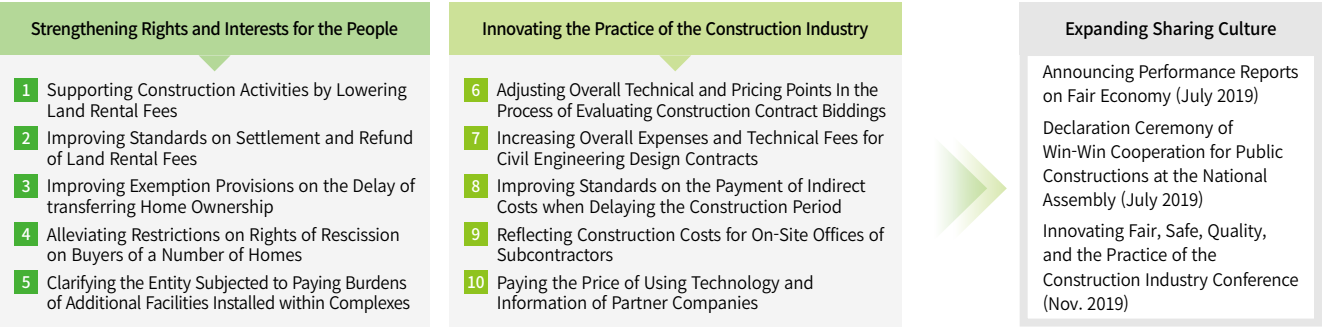 Strengthening Rights and Interests for the People
1 Supporting Construction Activities by Lowering
Land Rental Fees
2 Improving Standards on Settlement and Refund
of Land Rental Fees
3 Improving Exemption Provisions on the Delay of
transferring Home Ownership
4 Alleviating Restrictions on Rights of Rescission
on Buyers of a Number of Homes
5 Clarifying the Entity Subjected to Paying Burdens
of Additional Facilities Installed within Complexes
Innovating the Practice of the Construction Industry
6 Adjusting Overall Technical and Pricing Points In the
Process of Evaluating Construction Contract Biddings
7 Increasing Overall Expenses and Technical Fees for
Civil Engineering Design Contracts
8 Improving Standards on the Payment of Indirect
Costs when Delaying the Construction Period
9 Reflecting Construction Costs for On-Site Offices of
Subcontractors
10 Paying the Price of Using Technology and
Information of Partner Companies
Expanding Sharing Culture
Announcing Performance Reports
on Fair Economy (July 2019)
Declaration Ceremony of
Win-Win Cooperation for Public
Constructions at the National
Assembly (July 2019)
Innovating Fair, Safe, Quality,
and the Practice of the
Construction Industry Conference
(Nov. 2019)